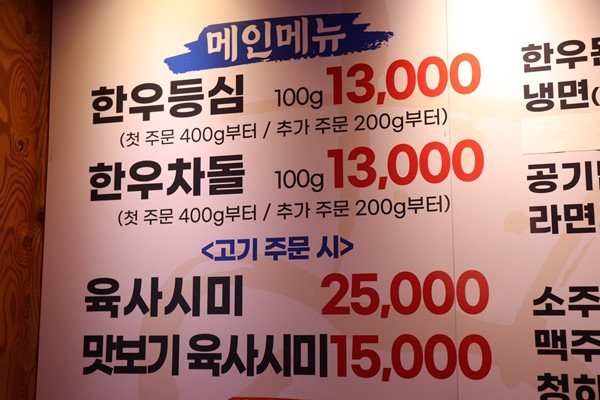 메인메뉴
한우등심 100g 13,000
(첫 주문 400g부터 / 추가 주문 200g부터)
한우차돌 100g 13,000
(첫 주문 400g부터 / 추가 주문 200g부터)
<고기 주문 시>
육사시미 25,000
맛보기 육사시미 15,000
냉면(
라면
소주
맥주